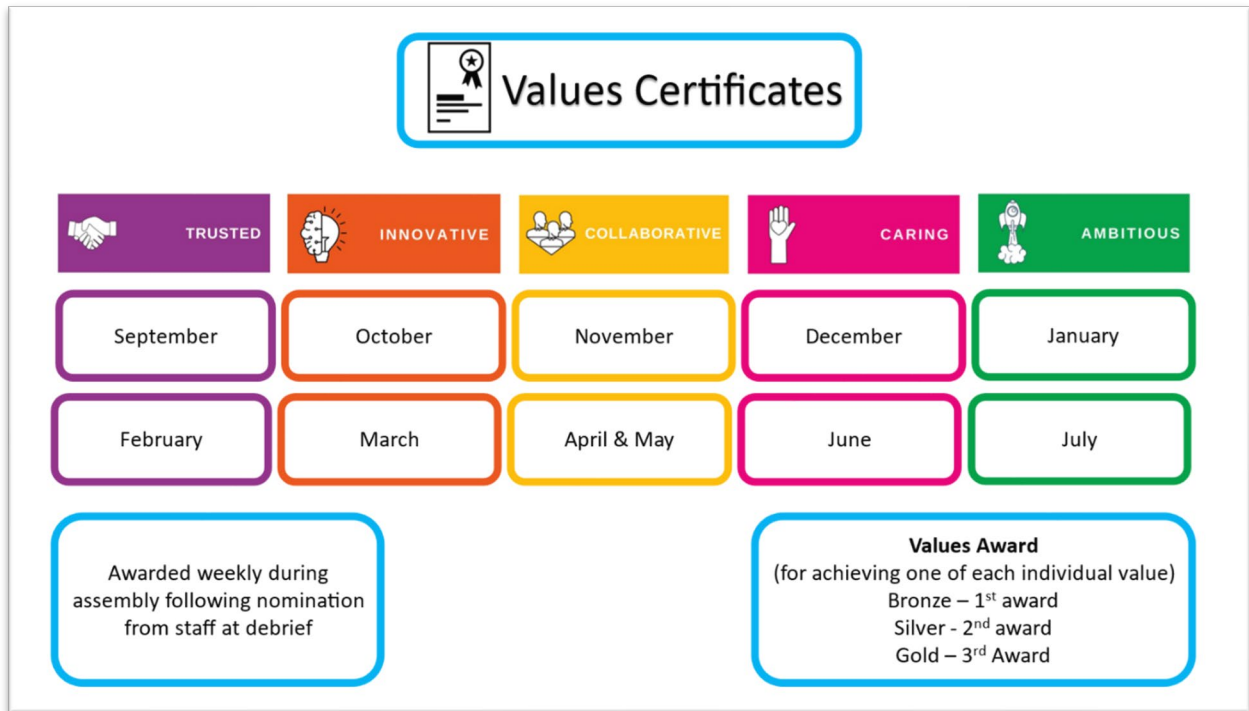 Values Certificates
TRUSTED
INNOVATIVE
COLLABORATIVE
CARING
AMBITIOUS
September
October
November
December
January
February
March
April & May
June
July
Awarded weekly during
assembly following nomination
from staff at debrief
Values Award
(for achieving one of each individual value)
Bronze – 1st award
Silver - 2nd award
Gold – 3rd Award